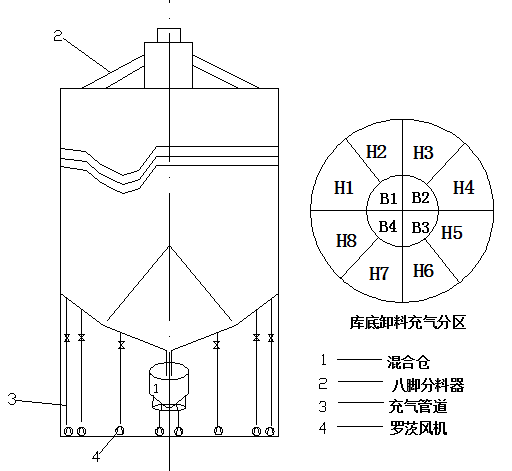 2
H2 H3
H1 H4
B1 B2
B4 B3
H8 H5
H7 H6
库底卸料充气分区
1
3
4
1 混合仓
2 八脚分料器
3 充气管道
4 罗茨风机